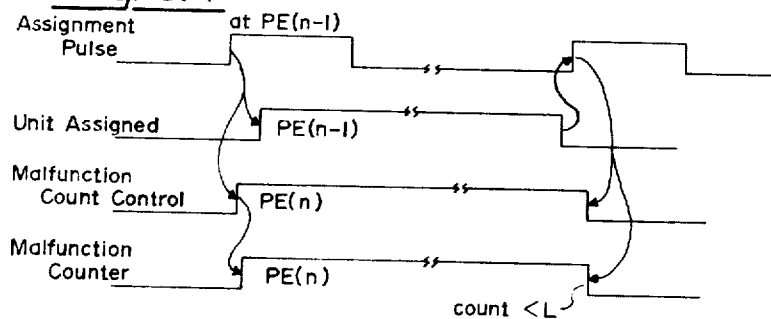 Assignment
Pulse
at PE(n-1)
Unit Assigned
PE(n-1)
Malfunction
Count Control
PE(n)
Malfunction
Counter
PE(n)
count <L